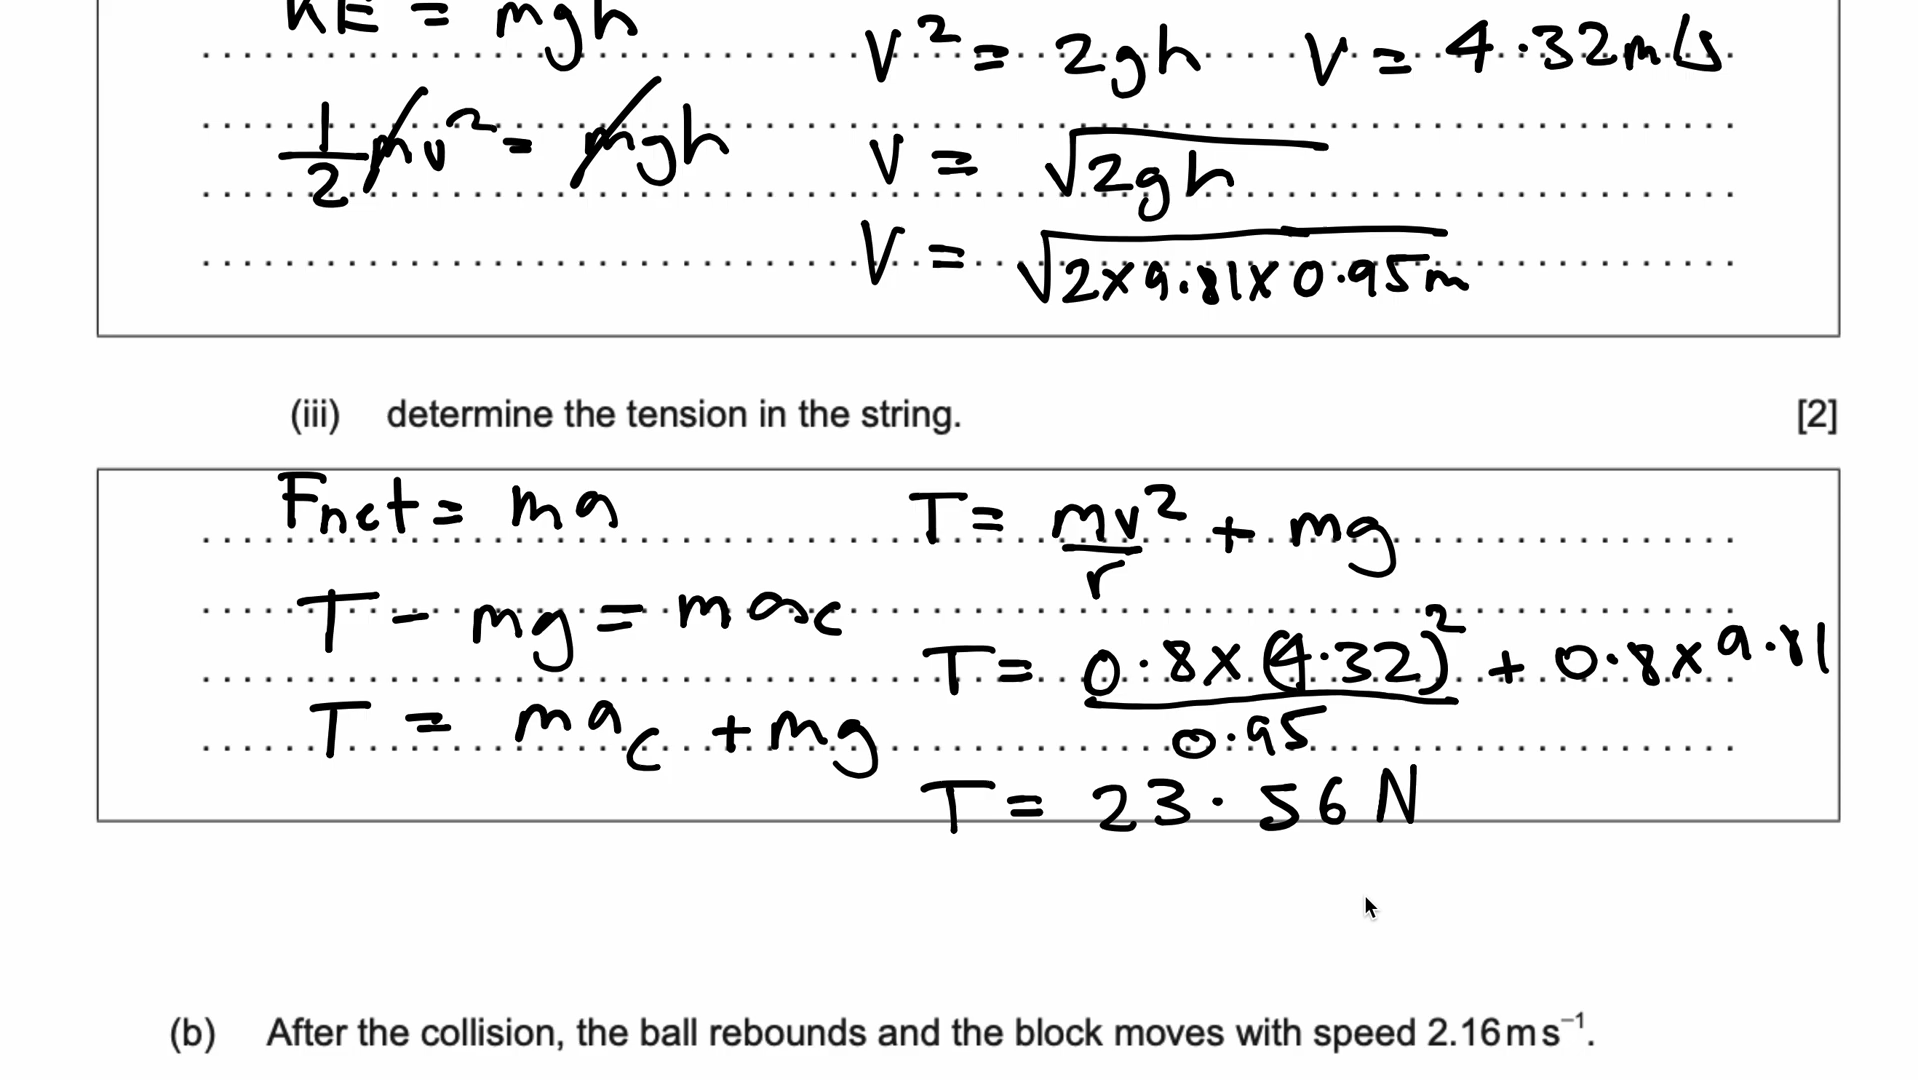 KE = mgh
V² = 2gh V = 4.32m/s
1/2 mv² = mgh
V = √2gh
V = √2×9.81×0.95m
(iii) determine the tension in the string. [2]
Fnet = ma
T = mv²/r + mg
T - mg = mac
T = 0.8×(4.32)²/0.95 + 0.8×9.81
T = mac + mg
T = 23.56N
(b) After the collision, the ball rebounds and the block moves with speed 2.16 m s⁻¹.